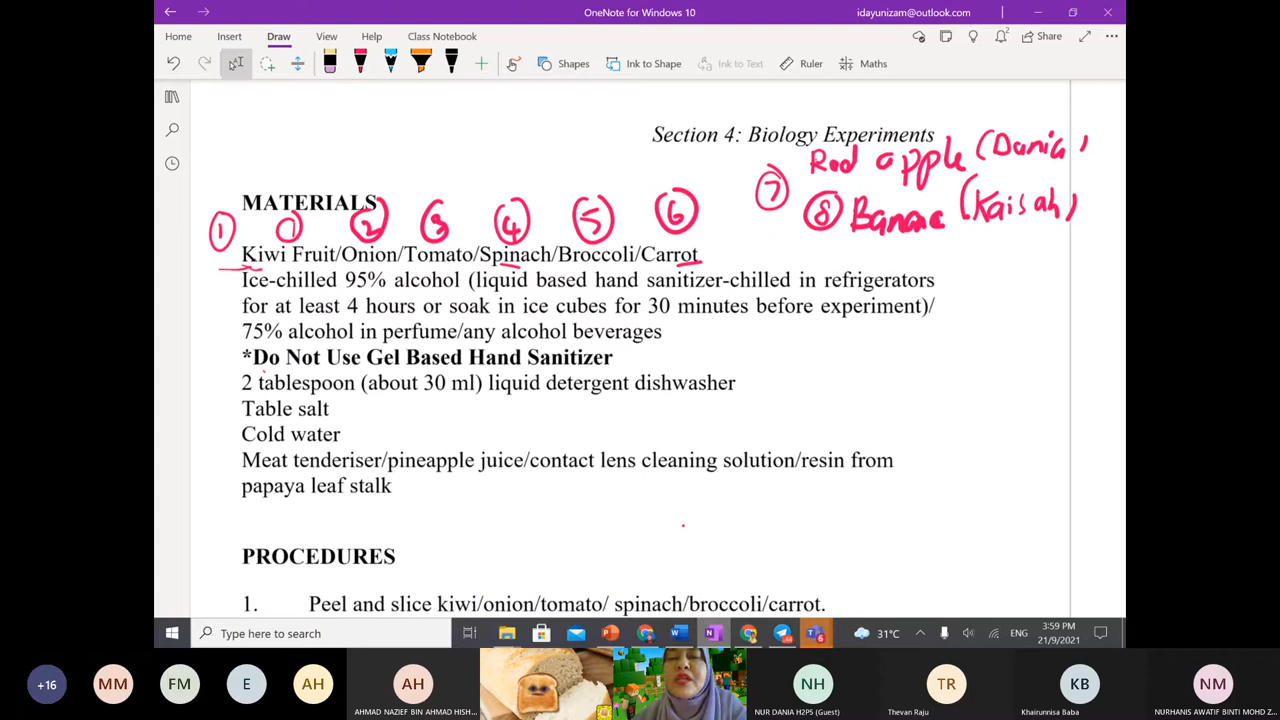 OneNote for Windows 10
idayunizam@outlook.com
Home Insert Draw View Help Class Notebook
Share
Shapes Ink to Shape Ink to Text Ruler Maths
Section 4: Biology Experiments
Red apple (Dania)
7
8 Banana (Kaisah)
MATERIALS
1 1 2 3 4 5 6
Kiwi Fruit/Onion/Tomato/Spinach/Broccoli/Carrot
Ice-chilled 95% alcohol (liquid based hand sanitizer-chilled in refrigerators
for at least 4 hours or soak in ice cubes for 30 minutes before experiment)/
75% alcohol in perfume/any alcohol beverages
*Do Not Use Gel Based Hand Sanitizer
2 tablespoon (about 30 ml) liquid detergent dishwasher
Table salt
Cold water
Meat tenderiser/pineapple juice/contact lens cleaning solution/resin from
papaya leaf stalk
PROCEDURES
1. Peel and slice kiwi/onion/tomato/ spinach/broccoli/carrot.
Type here to search
31°C ENG
3:59 PM
21/9/2021
+16 MM FM E AH AH NH TR KB NM
AHMAD NAZIEF BIN AHMAD HISH... NUR DANIA H2PS (Guest) Thevan Raju Khairunnisa Baba NURHANIS AWATIF BINTI MOHD Z...